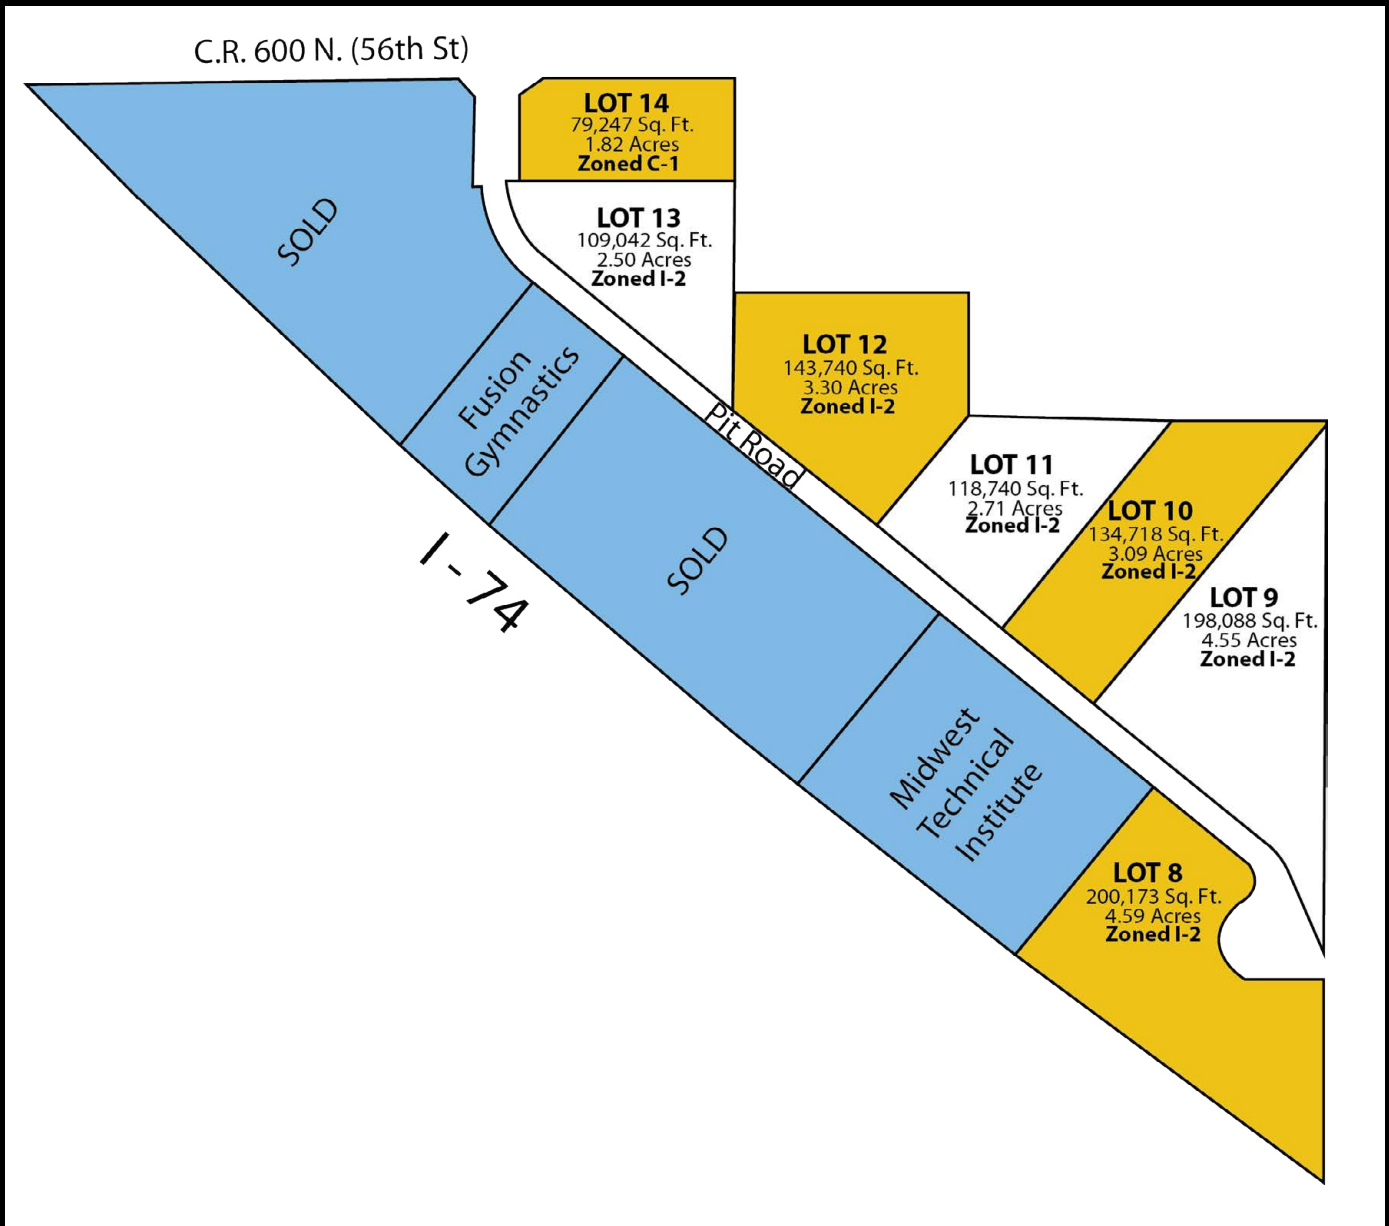 C.R. 600 N. (56th St)
LOT 14
79,247 Sq. Ft.
1.82 Acres
Zoned C-1
SOLD
LOT 13
109,042 Sq. Ft.
2.50 Acres
Zoned I-2
LOT 12
143,740 Sq. Ft.
3.30 Acres
Zoned I-2
Fusion
Gymnastics
Pit Road
LOT 11
118,740 Sq. Ft.
2.71 Acres
Zoned I-2
LOT 10
134,718 Sq. Ft.
3.09 Acres
Zoned I-2
LOT 9
198,088 Sq. Ft.
4.55 Acres
Zoned I-2
I - 74
SOLD
Midwest
Technical
Institute
LOT 8
200,173 Sq. Ft.
4.59 Acres
Zoned I-2